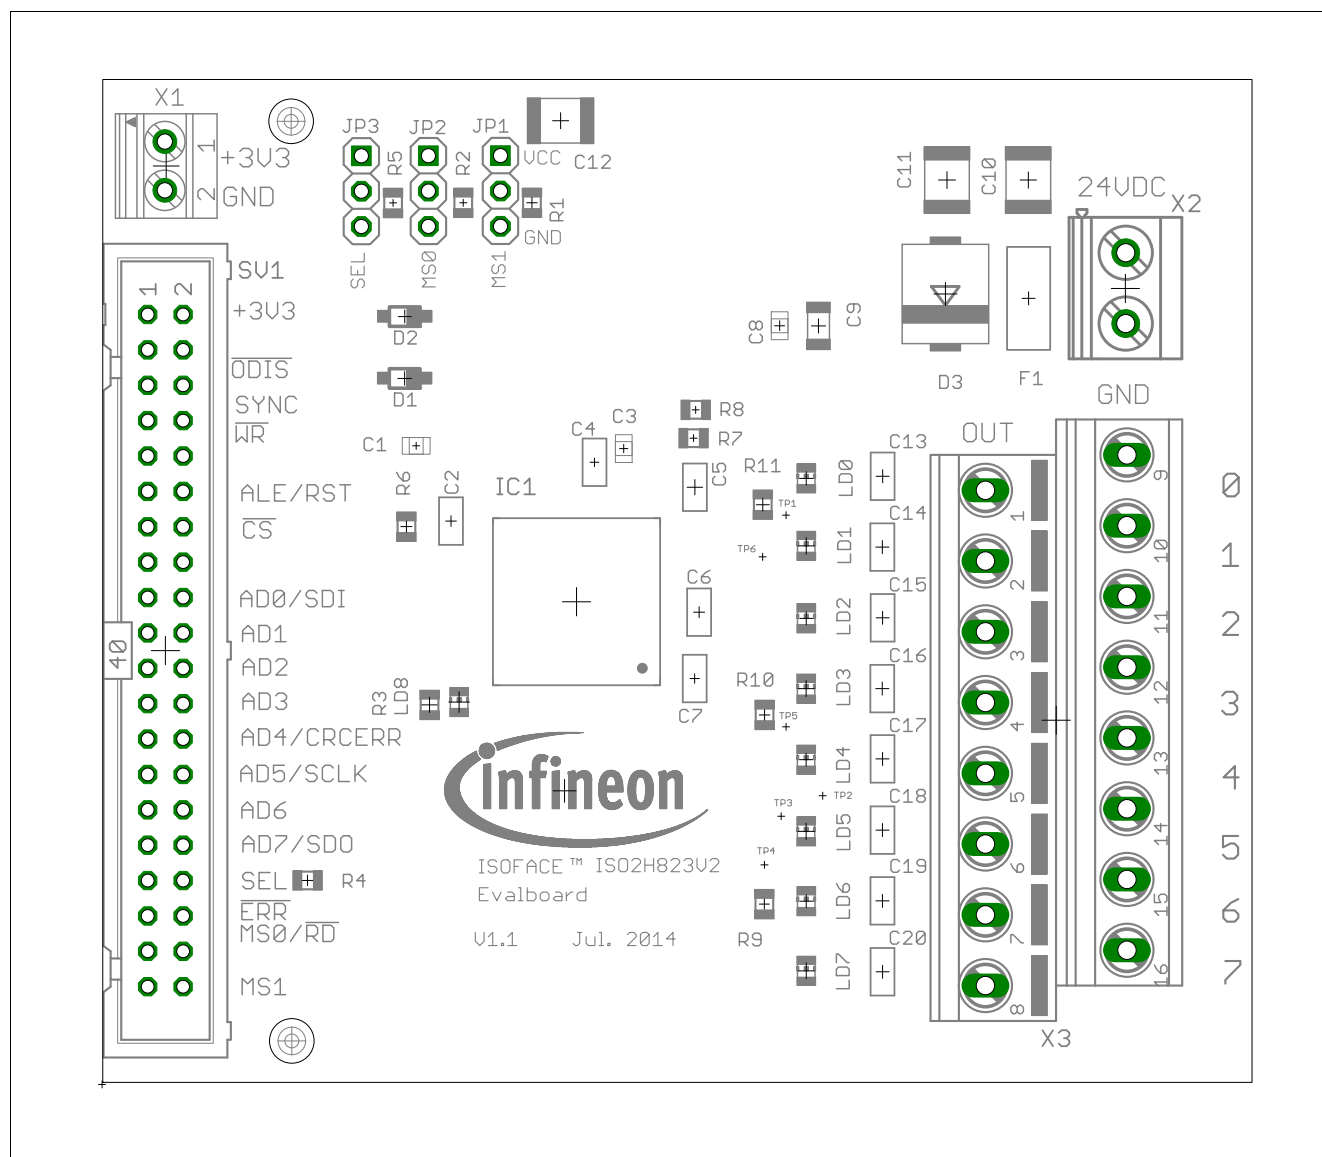 X1
1
2
+3V3
GND
JP3
JP2
JP1
R5
R2
R1
VCC
GND
SEL
MS0
MS1
C12
C11
C10
24VDC
X2
SV1
1
2
+3V3
ODIS
SYNC
WR
ALE/RST
CS
AD0/SDI
AD1
AD2
AD3
AD4/CRCERR
AD5/SCLK
AD6
AD7/SDO
SEL
R4
ERR
MS0/RD
MS1
40
D2
D1
C8
C9
D3
F1
GND
C1
R6
C2
C4
C3
R8
R7
C5
IC1
C6
C7
R3
LD8
R11
TP1
TP6
R10
TP5
TP2
TP3
TP4
R9
LD0
LD1
LD2
LD3
LD4
LD5
LD6
LD7
C13
C14
C15
C16
C17
C18
C19
C20
OUT
1
2
3
4
5
6
7
8
9
10
11
12
13
14
15
16
0
1
2
3
4
5
6
7
X3
infineon
ISOFACE™ ISO2H823V2
Evalboard
V1.1 Jul. 2014